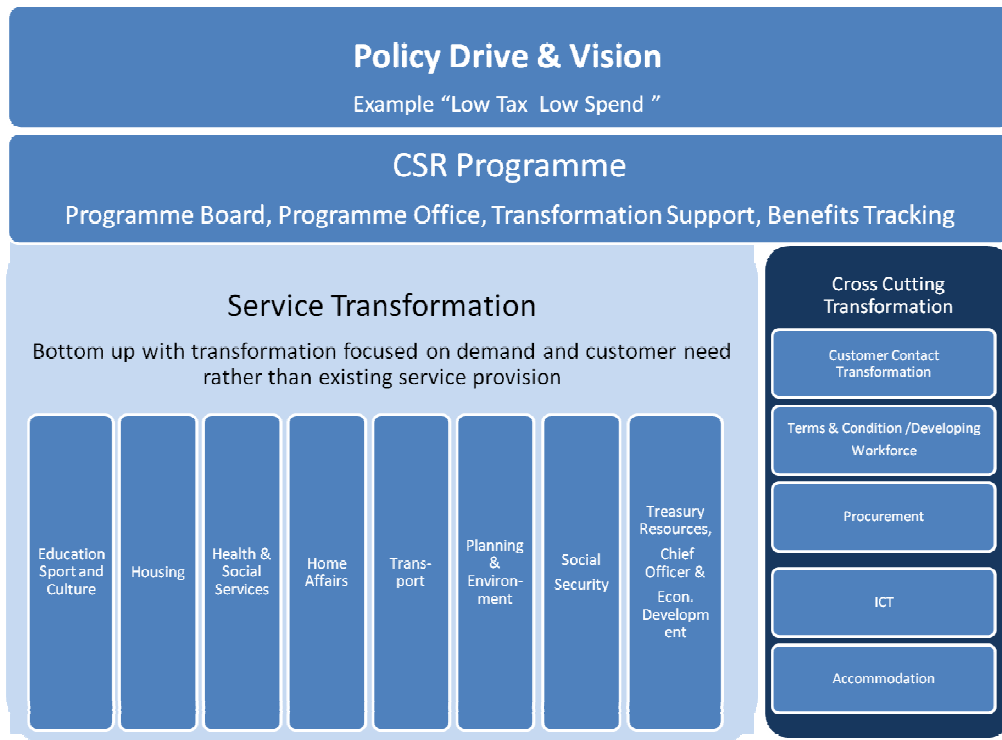 Policy Drive & Vision
Example “Low Tax Low Spend ”
CSR Programme
Programme Board, Programme Office, Transformation Support, Benefits Tracking
Service Transformation
Bottom up with transformation focused on demand and customer need
rather than existing service provision
Education
Sport and
Culture
Housing
Health &
Social
Services
Home
Affairs
Trans-
port
Planning
&
Environ-
ment
Social
Security
Treasury
Resources,
Chief
Officer &
Econ.
Developm
ent
Cross Cutting
Transformation
Customer Contact
Transformation
Terms & Condition /Developing
Workforce
Procurement
ICT
Accommodation